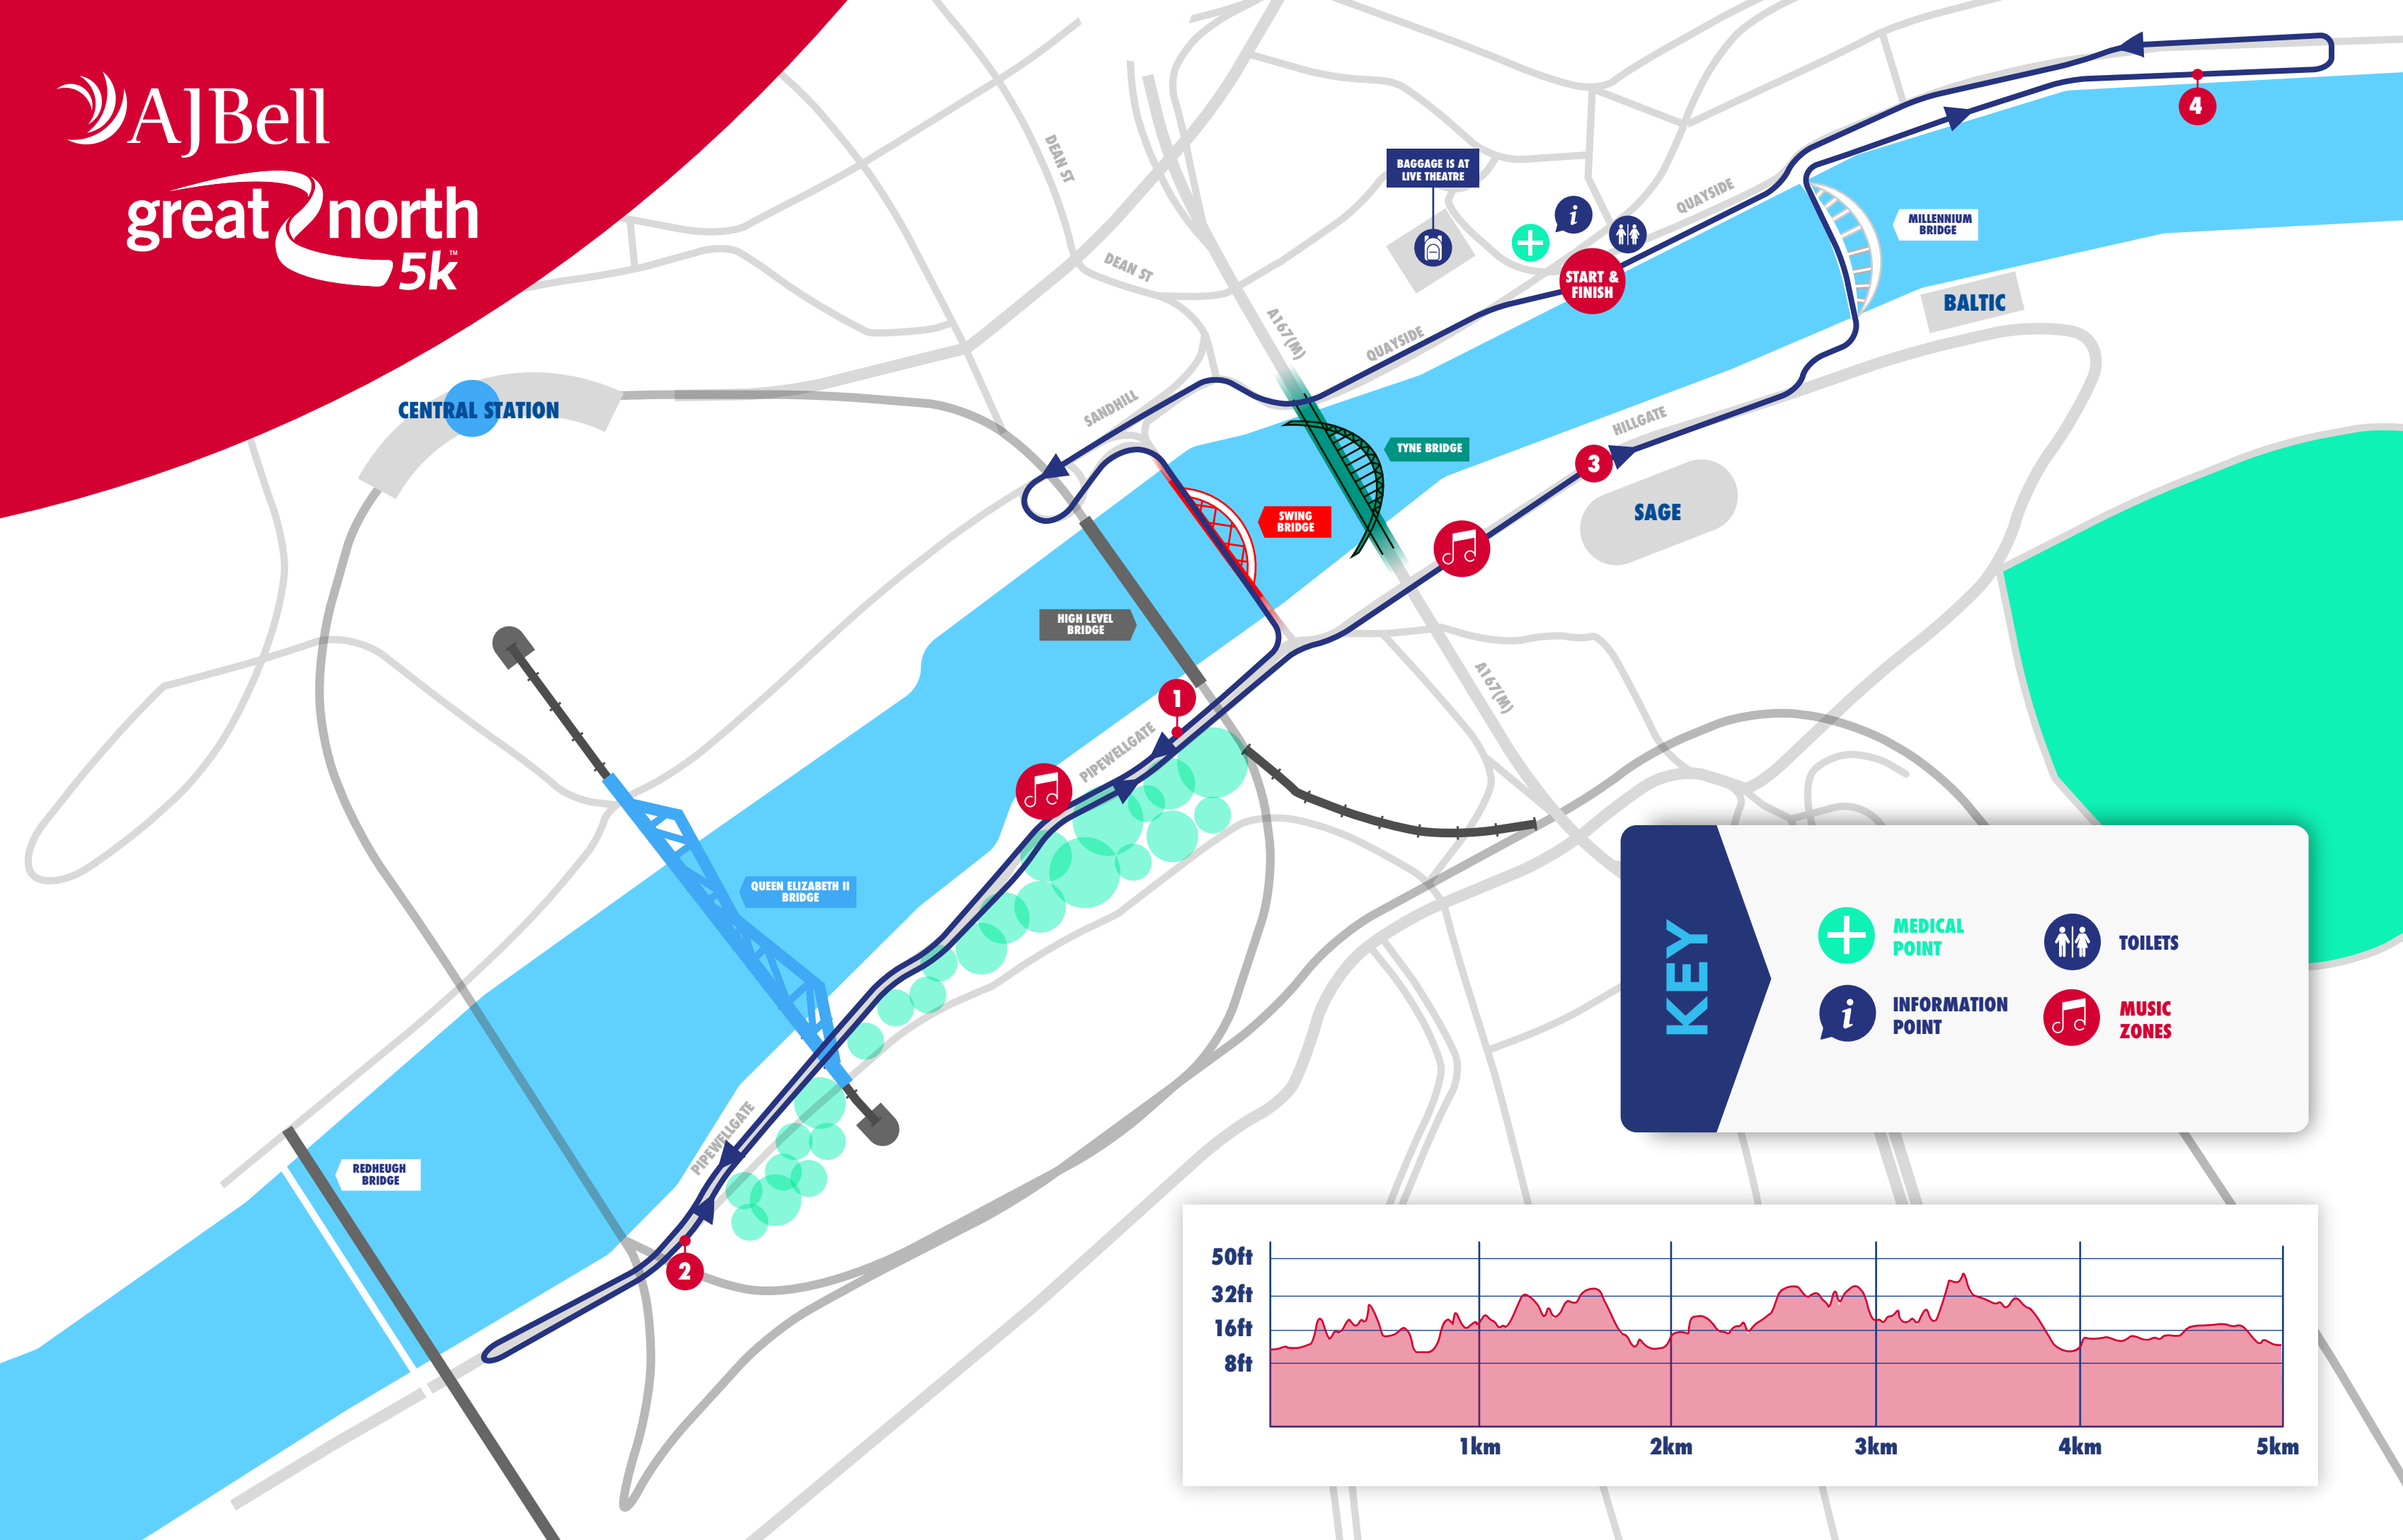 AJBell
great north
5k™
DEAN ST
BAGGAGE IS AT
LIVE THEATRE
i
START &
FINISH
QUAYSIDE
4
MILLENNIUM
BRIDGE
BALTIC
DEAN ST
A167(M)
QUAYSIDE
CENTRAL STATION
SANDHILL
TYNE BRIDGE
HILLGATE
3
SAGE
SWING
BRIDGE
HIGH LEVEL
BRIDGE
A167(M)
1
PIPEWELLGATE
QUEEN ELIZABETH II
BRIDGE
PIPEWELLGATE
REDHEUGH
BRIDGE
2
KEY
MEDICAL
POINT
TOILETS
i
INFORMATION
POINT
MUSIC
ZONES
50ft
32ft
16ft
8ft
1km
2km
3km
4km
5km